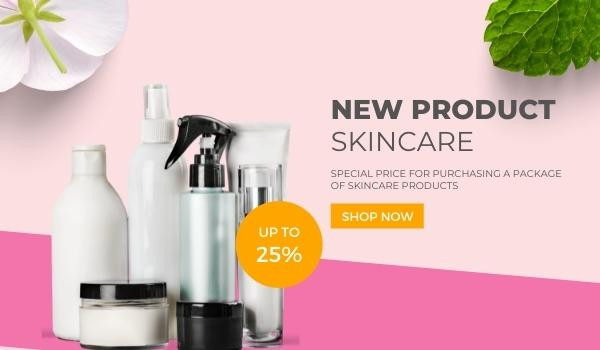 NEW PRODUCT
SKINCARE
SPECIAL PRICE FOR PURCHASING A PACKAGE
OF SKINCARE PRODUCTS
SHOP NOW
UP TO
25%